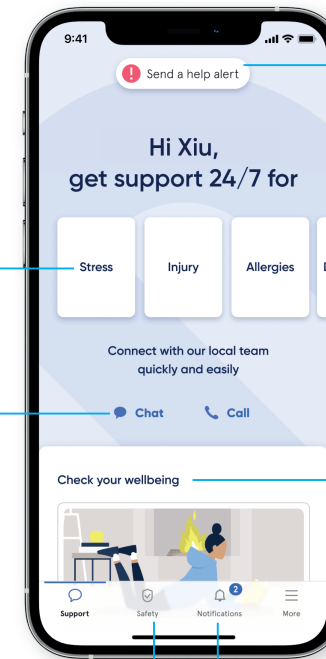 9:41
Send a help alert
Hi Xiu,
get support 24/7 for
Stress
Injury
Allergies
Connect with our local team
quickly and easily
Chat
Call
Check your wellbeing
2
Support
Safety
Notifications
More